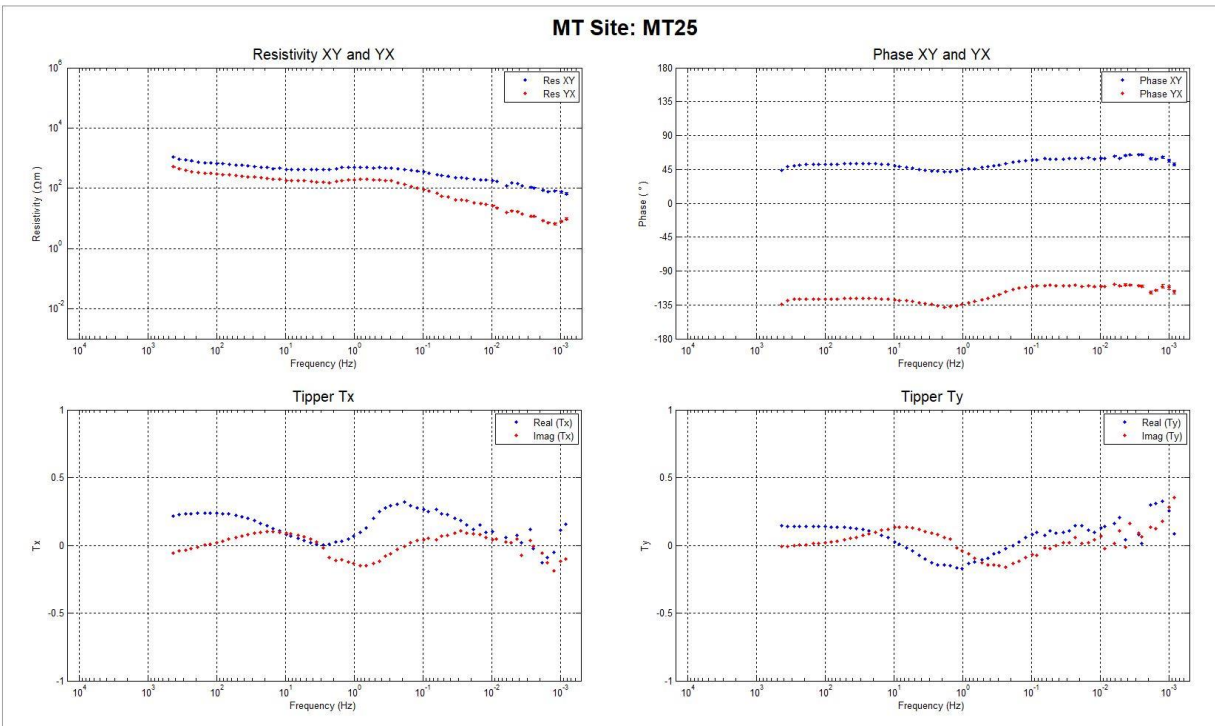 MT Site: MT25
Resistivity XY and YX
Res XY
Res YX
10^6
10^4
10^2
10^0
10^-2
Resistivity (Ωm)
10^4 10^3 10^2 10^1 10^0 10^-1 10^-2 10^-3
Frequency (Hz)
Phase XY and YX
Phase XY
Phase YX
180
135
90
45
0
-45
-90
-135
-180
Phase (°)
10^4 10^3 10^2 10^1 10^0 10^-1 10^-2 10^-3
Frequency (Hz)
Tipper Tx
Real (Tx)
Imag (Tx)
1
0.5
0
-0.5
-1
Tx
10^4 10^3 10^2 10^1 10^0 10^-1 10^-2 10^-3
Frequency (Hz)
Tipper Ty
Real (Ty)
Imag (Ty)
1
0.5
0
-0.5
-1
Ty
10^4 10^3 10^2 10^1 10^0 10^-1 10^-2 10^-3
Frequency (Hz)